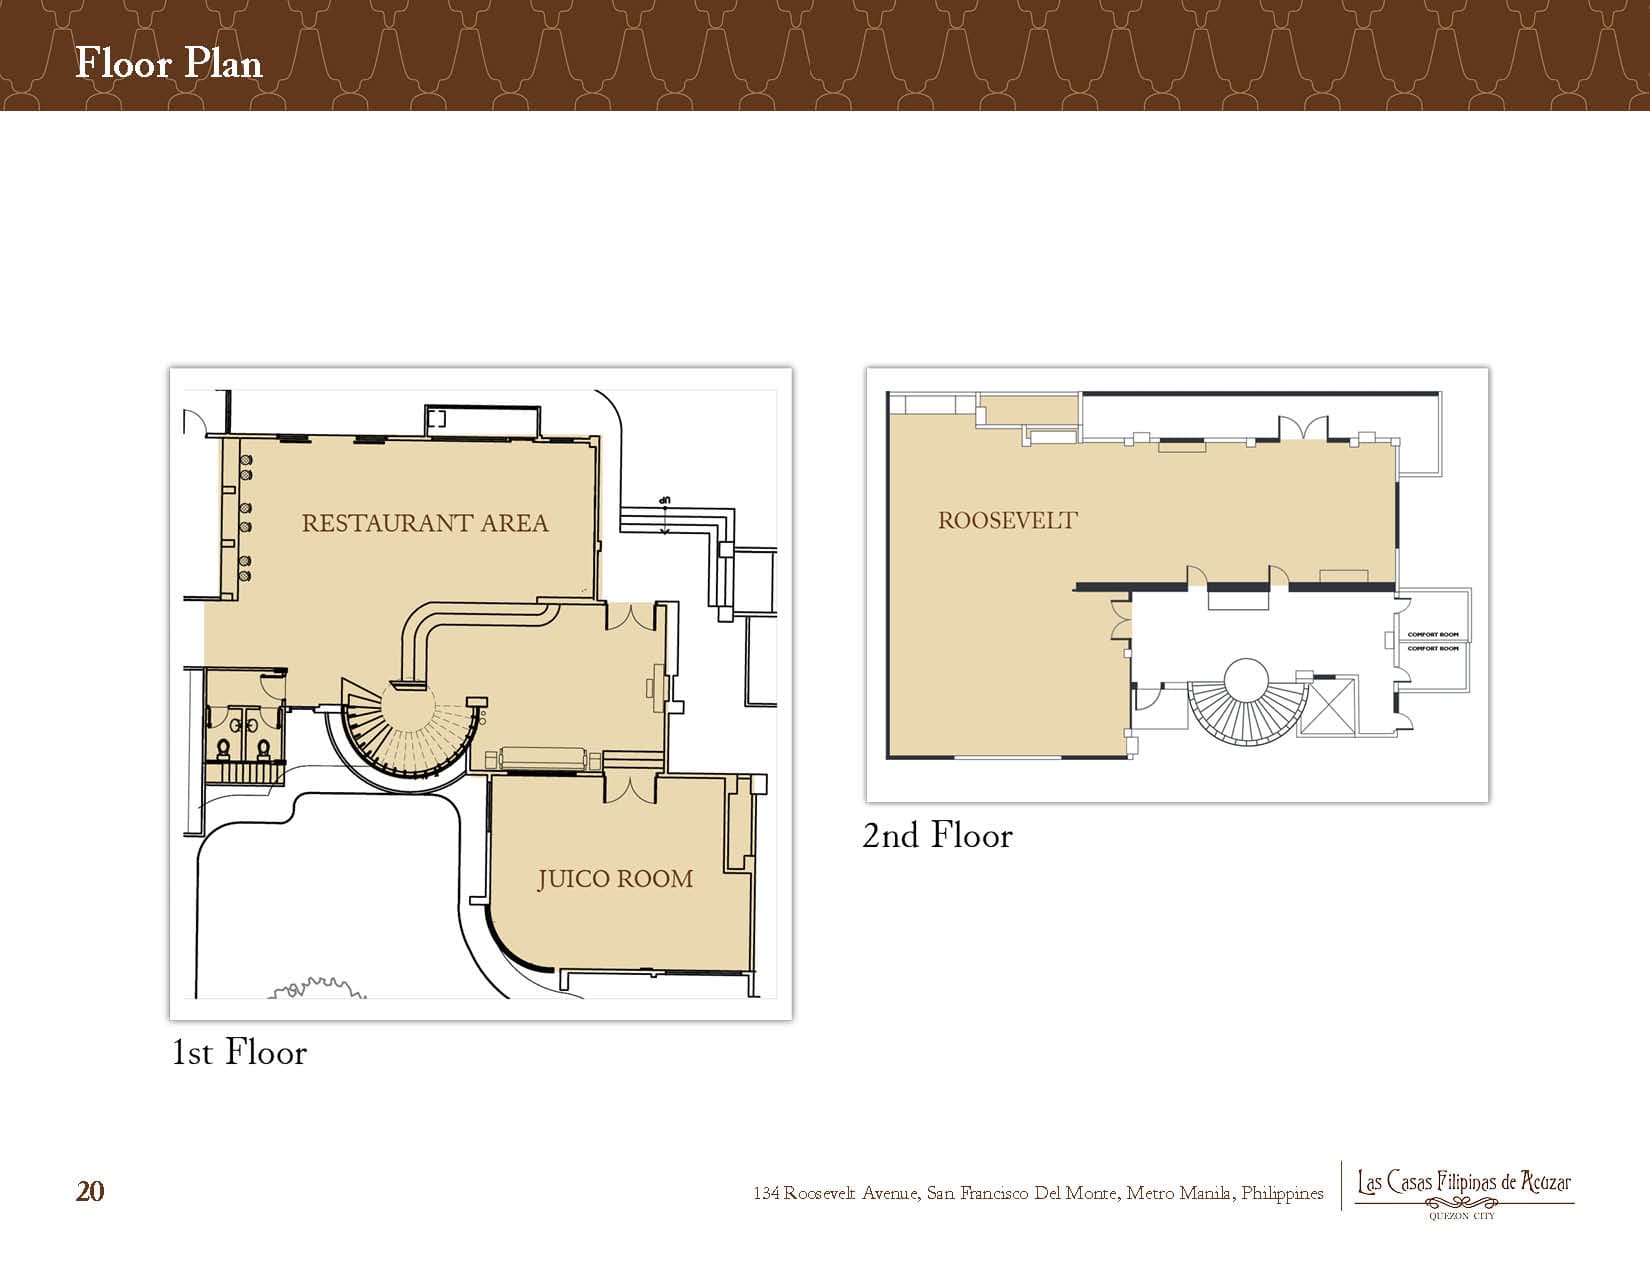 Floor Plan
RESTAURANT AREA
dn
JUICO ROOM
1st Floor
ROOSEVELT
COMFORT ROOM
COMFORT ROOM
2nd Floor
20
134 Roosevelt Avenue, San Francisco Del Monte, Metro Manila, Philippines
Las Casas Filipinas de Acuzar
QUEZON CITY